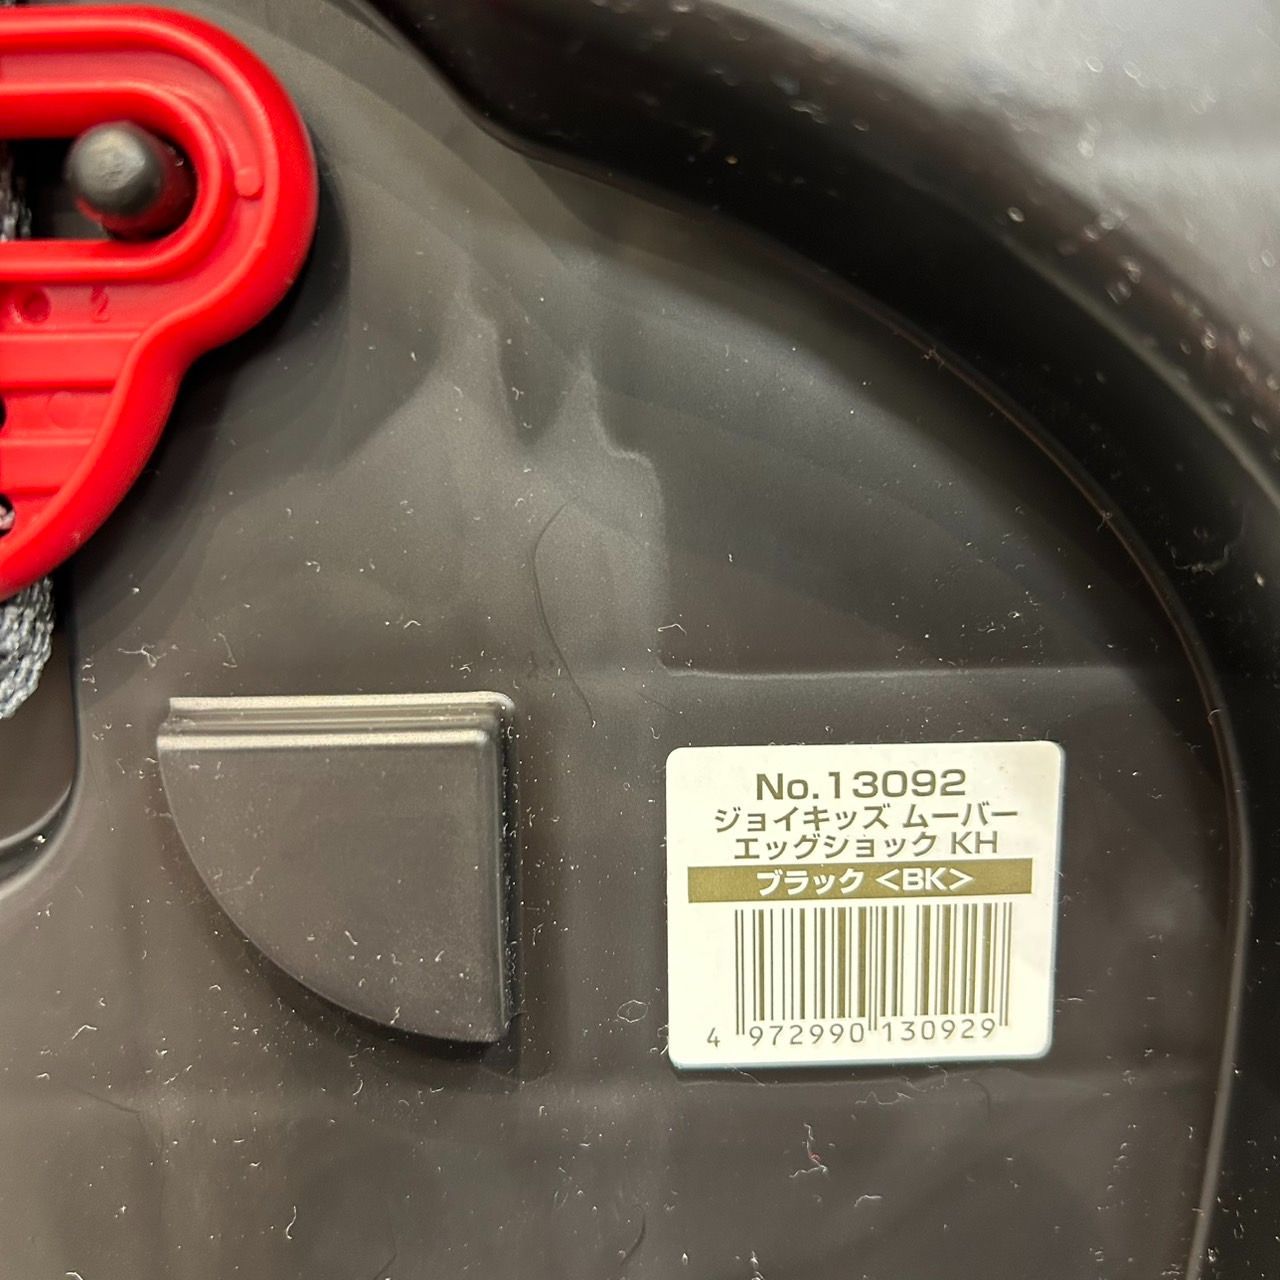 2
No.13092
ジョイキッズ ムーバー
エッグショック KH
ブラック <BK>
4 972990 130929